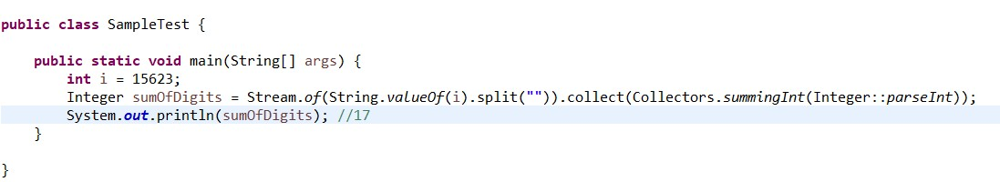 public class SampleTest {
public static void main(String[] args) {
int i = 15623;
Integer sumOfDigits = Stream.of(String.valueOf(i).split("")).collect(Collectors.summingInt(Integer::parseInt));
System.out.println(sumOfDigits); //17
}
}